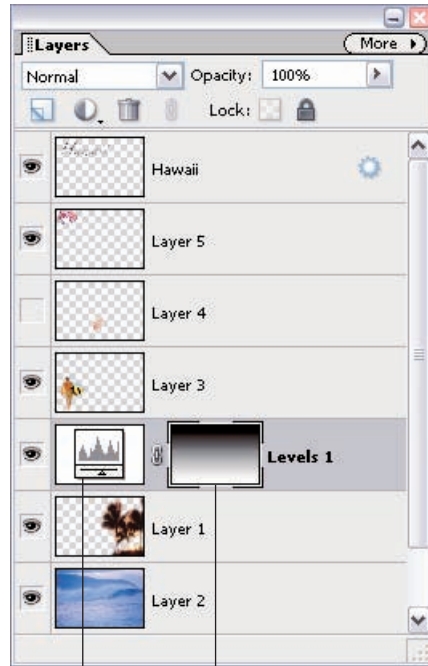 Layers
More
Normal
Opacity: 100%
Lock:
Hawaii
Layer 5
Layer 4
Layer 3
Levels 1
Layer 1
Layer 2